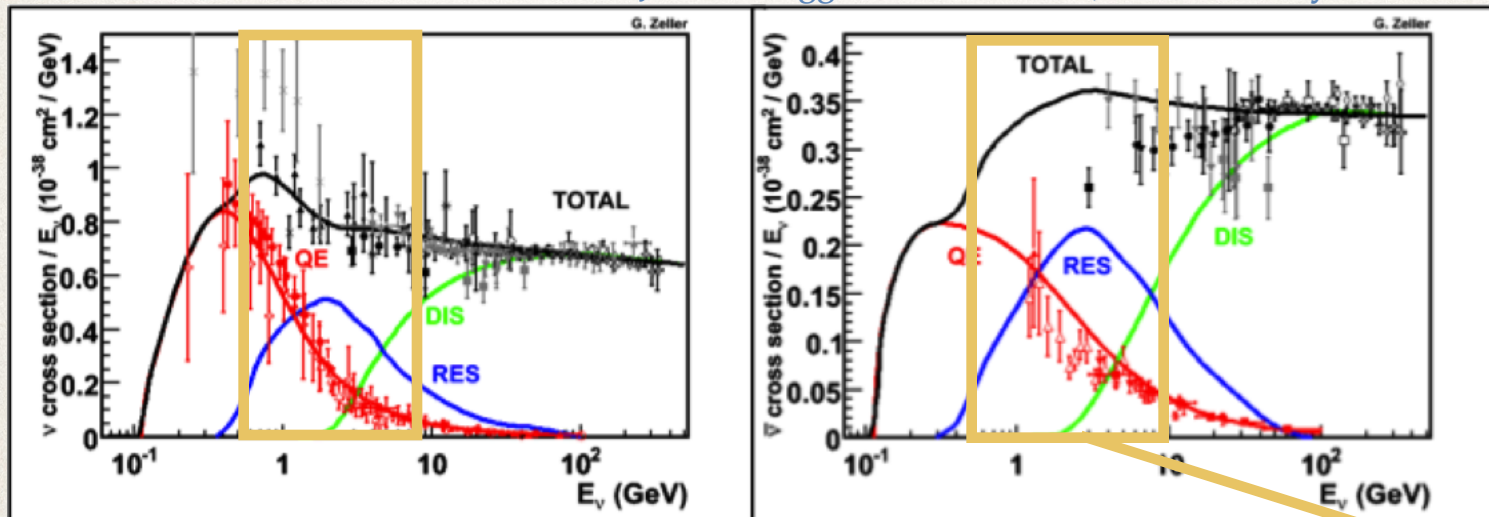 G. Zeller
ν cross section / Eν (10-38 cm2 / GeV)
1.4
1.2
1
0.8
0.6
0.4
0.2
0
TOTAL
QE
DIS
RES
10-1
1
10
102
Eν (GeV)
G. Zeller
ν̅ cross section / Eν (10-38 cm2 / GeV)
0.4
0.35
0.3
0.25
0.2
0.15
0.1
0.05
0
TOTAL
QE
RES
DIS
10-1
1
10
102
Eν (GeV)